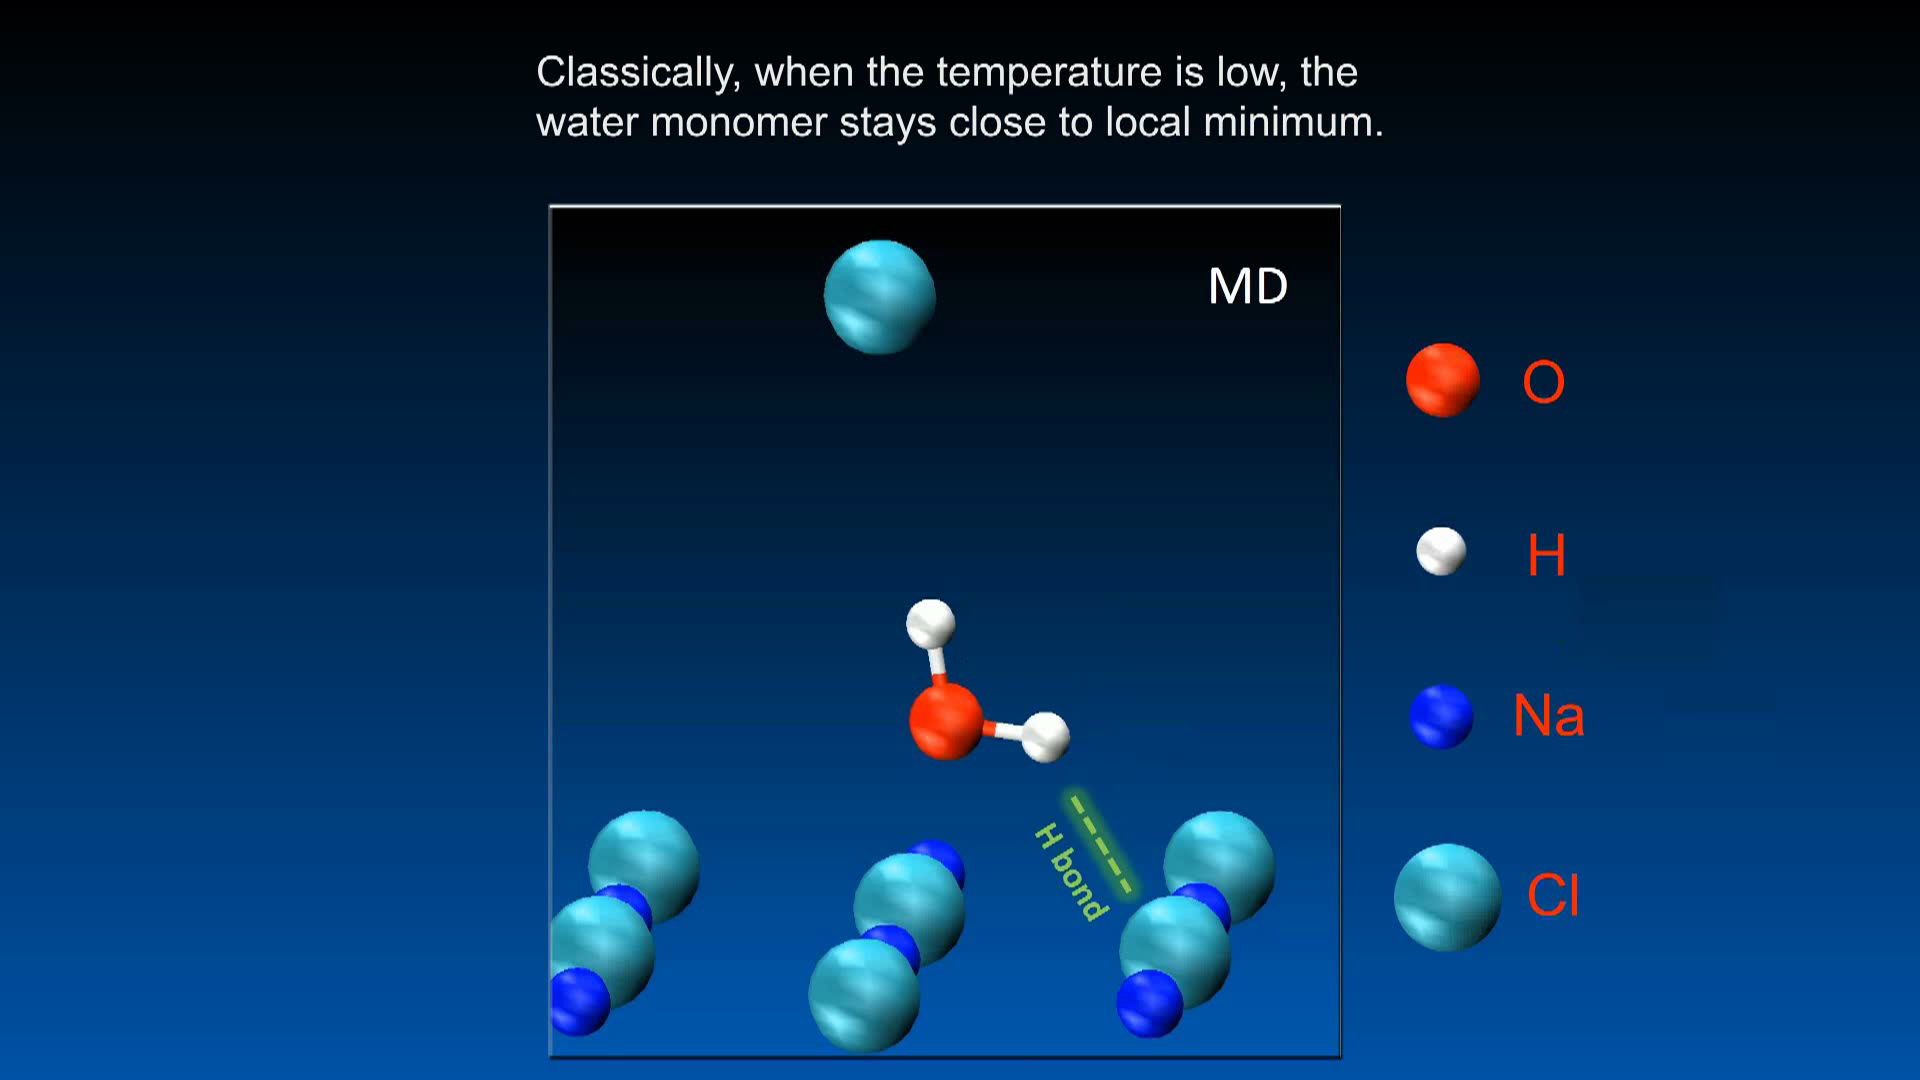 Classically, when the temperature is low, the
water monomer stays close to local minimum.
MD
O
H
Na
H bond
Cl